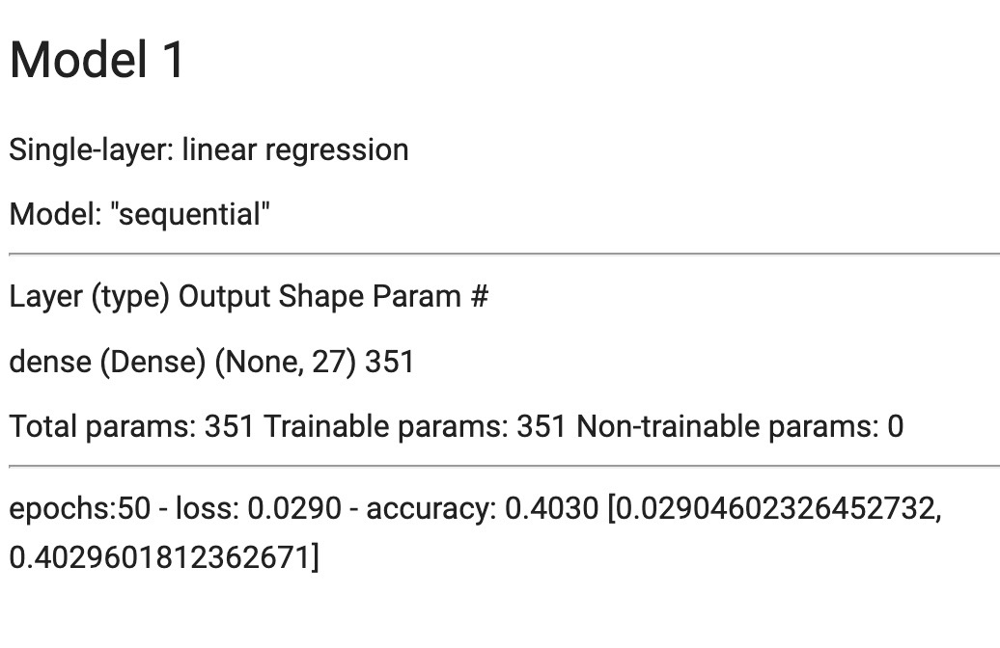 Model 1
Single-layer: linear regression
Model: "sequential"
Layer (type) Output Shape Param #
dense (Dense) (None, 27) 351
Total params: 351 Trainable params: 351 Non-trainable params: 0
epochs:50 - loss: 0.0290 - accuracy: 0.4030 [0.02904602326452732,
0.4029601812362671]